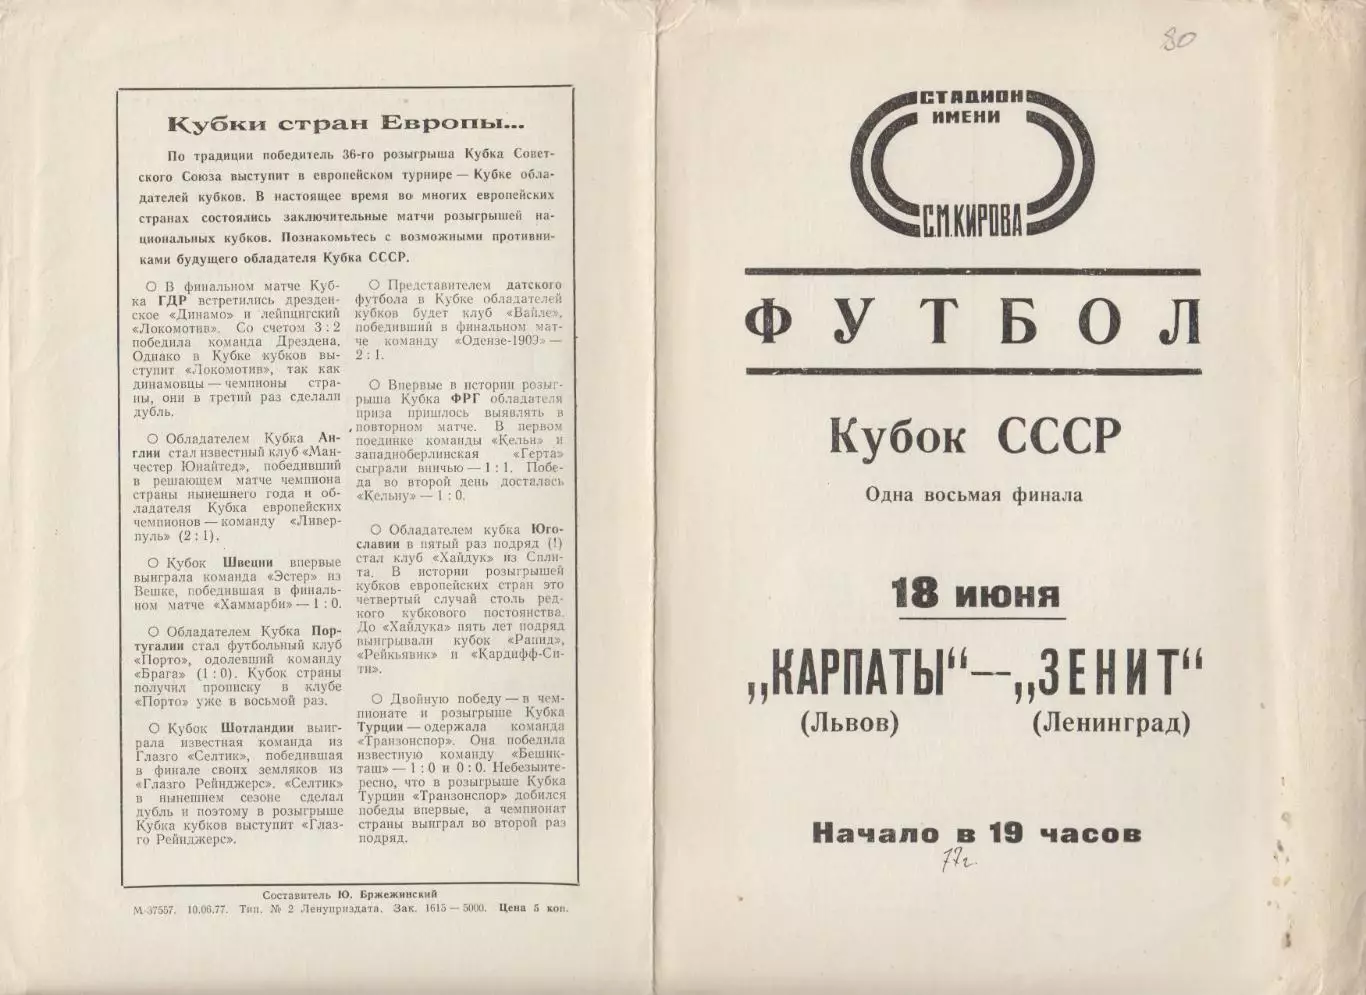 Кубки стран Европы...
По традиции победитель 36-го розыгрыша Кубка Совет-
ского Союза выступит в европейском турнире — Кубке обла-
дателей кубков. В настоящее время во многих европейских
странах состоялись заключительные матчи розыгрышей на-
циональных кубков. Познакомьтесь с возможными противни-
ками будущего обладателя Кубка СССР.
О В финальном матче Куб-
ка ГДР встретились дрезден-
ское «Динамо» и лейпцигский
«Локомотив». Со счетом 3:2
победила команда Дрездена.
Однако в Кубке кубков вы-
ступит «Локомотив», так как
динамовцы — чемпионы стра-
ны, они в третий раз сделали
дубль.
О Обладателем Кубка Ан-
глии стал известный клуб «Ман-
честер Юнайтед», победивший
в решающем матче чемпиона
страны нынешнего года и об-
ладателя Кубка европейских
чемпионов — команду «Ливер-
пуль» (2:1).
О Кубок Швеции впервые
выиграла команда «Эстер» из
Векше, победившая в финаль-
ном матче «Хаммарби» — 1:0.
О Обладателем Кубка Пор-
тугалии стал футбольный клуб
«Порто», одолевший команду
«Брага» (1:0). Кубок страны
получил прописку в клубе
«Порто» уже в восьмой раз.
О Кубок Шотландии выиг-
рала известная команда из
Глазго «Селтик», победившая
в финале своих земляков из
«Глазго Рейнджерс». «Селтик»
в нынешнем сезоне сделал
дубль и поэтому в розыгрыше
Кубка кубков выступит «Глаз-
го Рейнджерс».
О Представителем датского
футбола в Кубке обладателей
кубков будет клуб «Вайле»,
победивший в финальном мат-
че команду «Одензе-1909» —
2:1.
О Впервые в истории розыг-
рыша Кубка ФРГ обладателя
приза пришлось выявлять в
повторном матче. В первом
поединке команды «Кельн» и
западноберлинская «Герта»
сыграли вничью — 1:1. Побе-
да во второй день досталась
«Кельну» — 1:0.
О Обладателем кубка Юго-
славии в пятый раз подряд (!)
стал клуб «Хайдук» из Спли-
та. В истории розыгрышей
кубков европейских стран это
четвертый случай столь ред-
кого кубкового постоянства.
До «Хайдука» пять лет подряд
выигрывали кубок «Рапид»,
«Рейкьявик» и «Кардифф-Си-
ти».
О Двойную победу — в чем-
пионате и розыгрыше Кубка
Турции — одержала команда
«Транзонспор». Она победила
известную команду «Бешик-
таш» — 1:0 и 0:0. Небезынте-
ресно, что в розыгрыше Кубка
Турции «Транзонспор» добился
победы впервые, а чемпионат
страны выиграл во второй раз
подряд.
Составитель Ю. Бржежинский
М-37557. 10.06.77. Тип. № 2 Ленуприздата. Зак. 1615 — 5000. Цена 5 коп.
80
СТАДИОН
ИМЕНИ
С.М.КИРОВА
ФУТБОЛ
Кубок СССР
Одна восьмая финала
18 июня
„КАРПАТЫ“ — „ЗЕНИТ“
(Львов) (Ленинград)
Начало в 19 часов
77г.